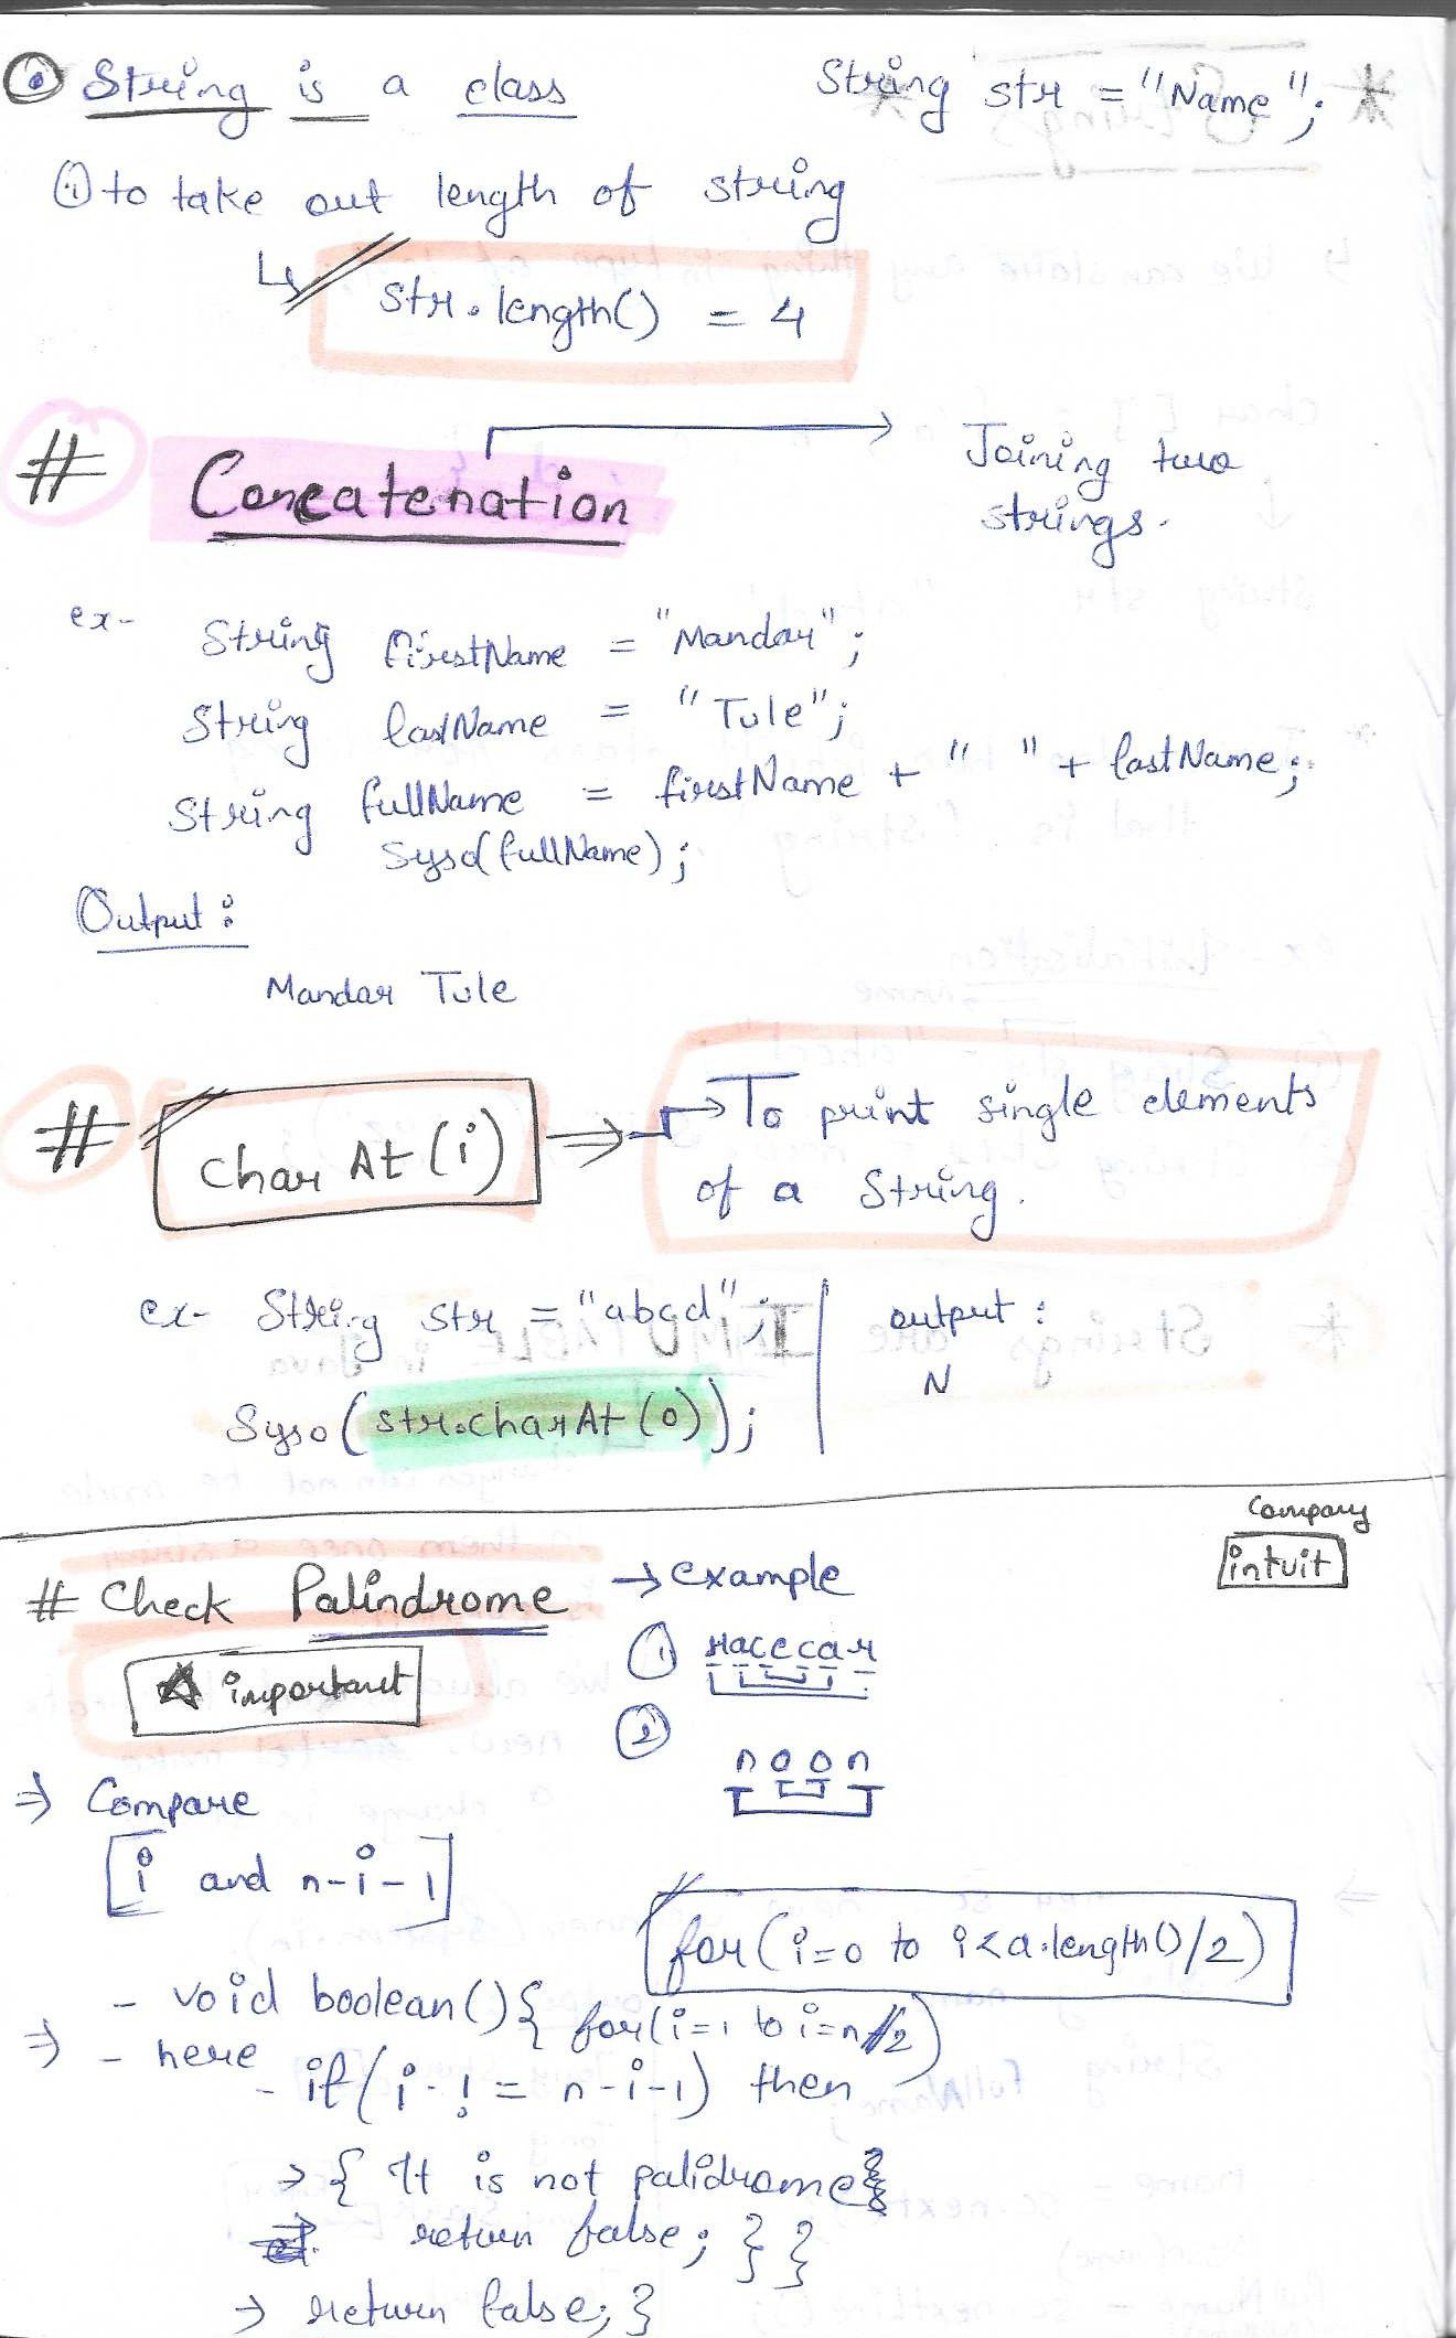 String is a class
String str = "Name";
① to take out length of string
↳ str.length() = 4
# Concatenation → Joining two
strings.
ex- String firstName = "Mandar";
String lastName = "Tule";
String fullName = firstName + " " + lastName;
Syso(fullName);
Output:
Mandar Tule
# charAt(i) ⇒ → To print single elements
of a String.
ex- String str = "abcd";
Syso(str.charAt(0));
output:
N
Company
intuit
# Check Palindrome → example
important
① racecar
② noon
⇒ Compare
[i and n-i-1]
for(i=0 to i<a.length()/2)
- void boolean(){ for(i=1 to i=n/2)
⇒ - here
- if(i != n-i-1) then
→ { It is not palidrome
return false; } }
→ return false; }